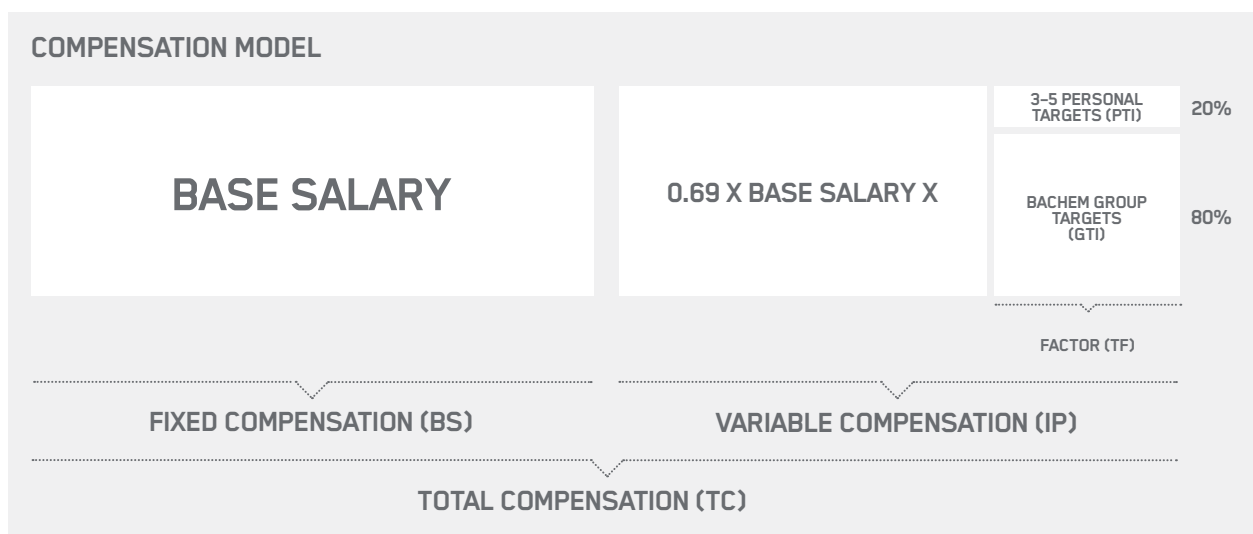 COMPENSATION MODEL
BASE SALARY
0.69 X BASE SALARY X
3–5 PERSONAL
TARGETS (PTI)
20%
BACHEM GROUP
TARGETS
(GTI)
80%
FACTOR (TF)
FIXED COMPENSATION (BS)
VARIABLE COMPENSATION (IP)
TOTAL COMPENSATION (TC)